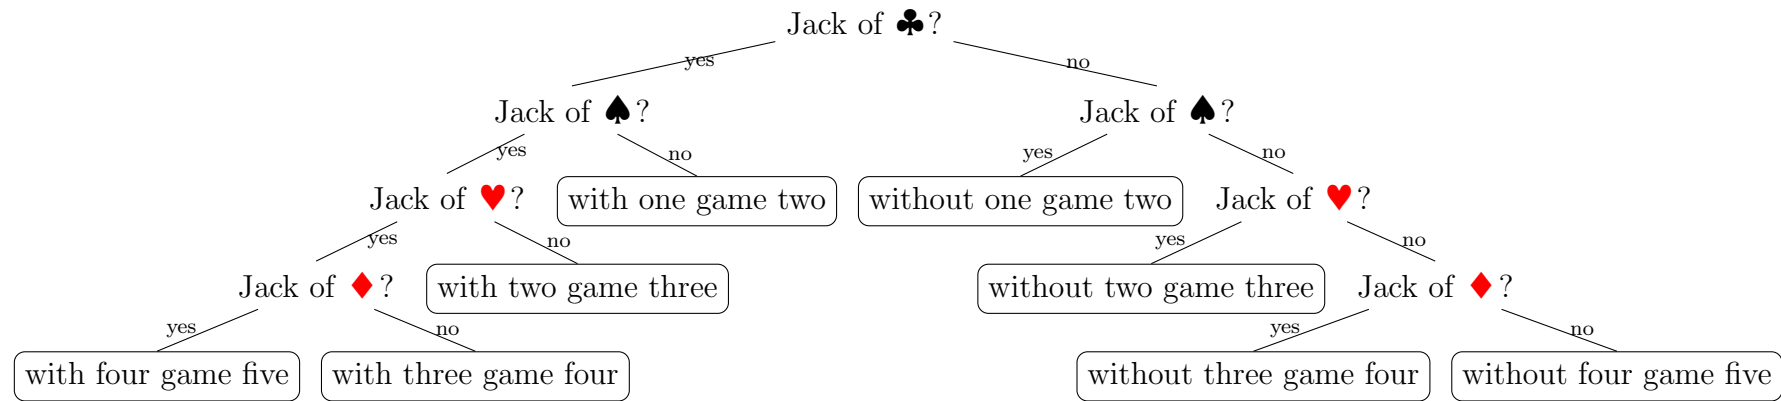 Jack of ♣?
yes
no
Jack of ♠?
Jack of ♠?
yes
no
yes
no
Jack of ♥?
with one game two
without one game two
Jack of ♥?
yes
no
yes
no
Jack of ♦?
with two game three
without two game three
Jack of ♦?
yes
no
yes
no
with four game five
with three game four
without three game four
without four game five